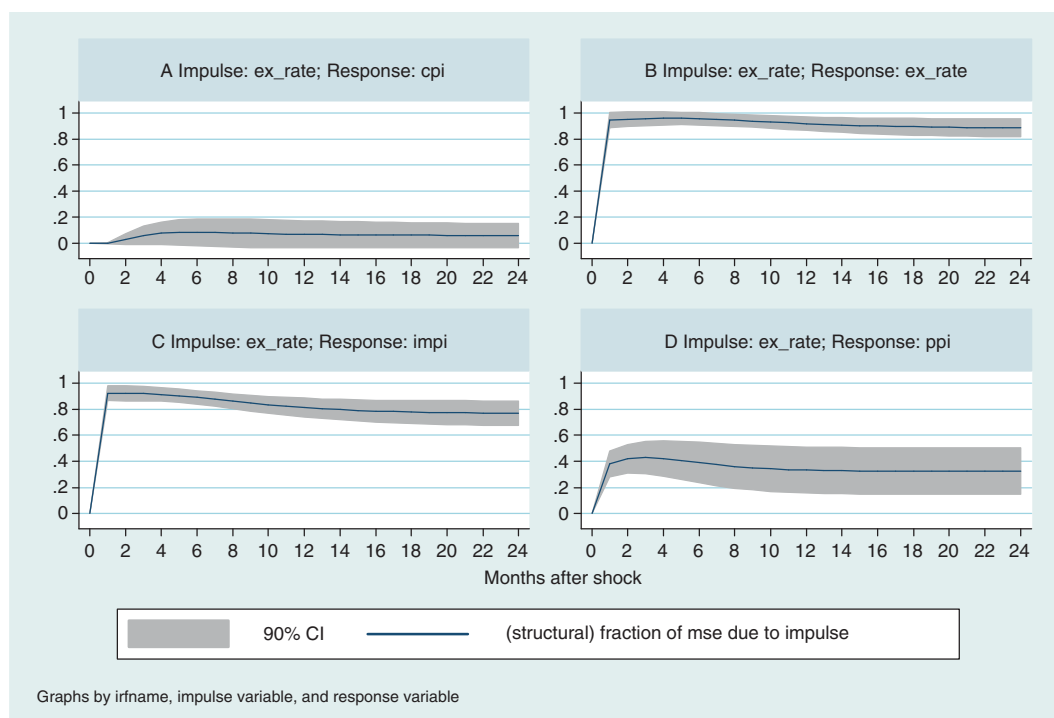 A Impulse: ex_rate; Response: cpi
1
.8
.6
.4
.2
0
0 2 4 6 8 10 12 14 16 18 20 22 24
B Impulse: ex_rate; Response: ex_rate
1
.8
.6
.4
.2
0
0 2 4 6 8 10 12 14 16 18 20 22 24
C Impulse: ex_rate; Response: impi
1
.8
.6
.4
.2
0
0 2 4 6 8 10 12 14 16 18 20 22 24
D Impulse: ex_rate; Response: ppi
1
.8
.6
.4
.2
0
0 2 4 6 8 10 12 14 16 18 20 22 24
Months after shock
90% CI (structural) fraction of mse due to impulse
Graphs by irfname, impulse variable, and response variable